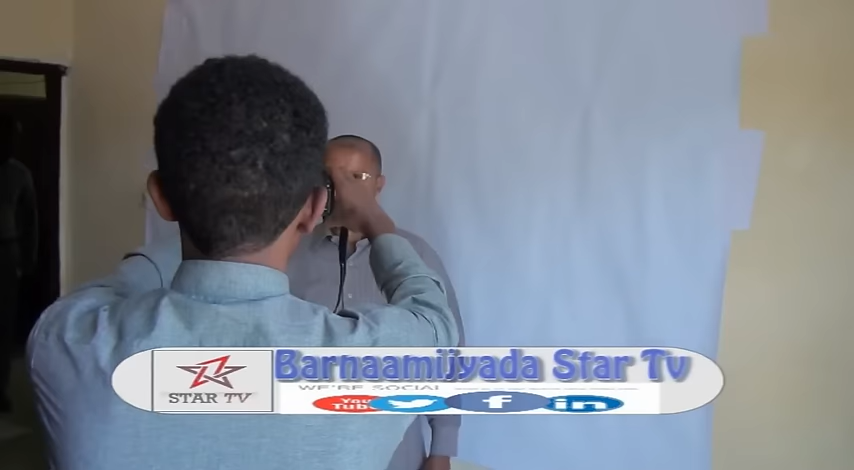 Barnaamijyada Star Tv
STAR TV
WE'RE SOCIAL
You
Tube
f
in